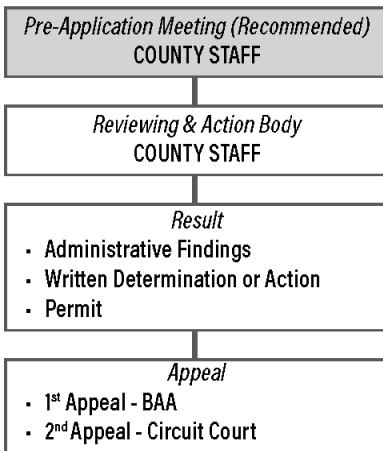 Pre-Application Meeting (Recommended)
COUNTY STAFF
Reviewing & Action Body
COUNTY STAFF
Result
▪ Administrative Findings
▪ Written Determination or Action
▪ Permit
Appeal
▪ 1st Appeal - BAA
▪ 2nd Appeal - Circuit Court